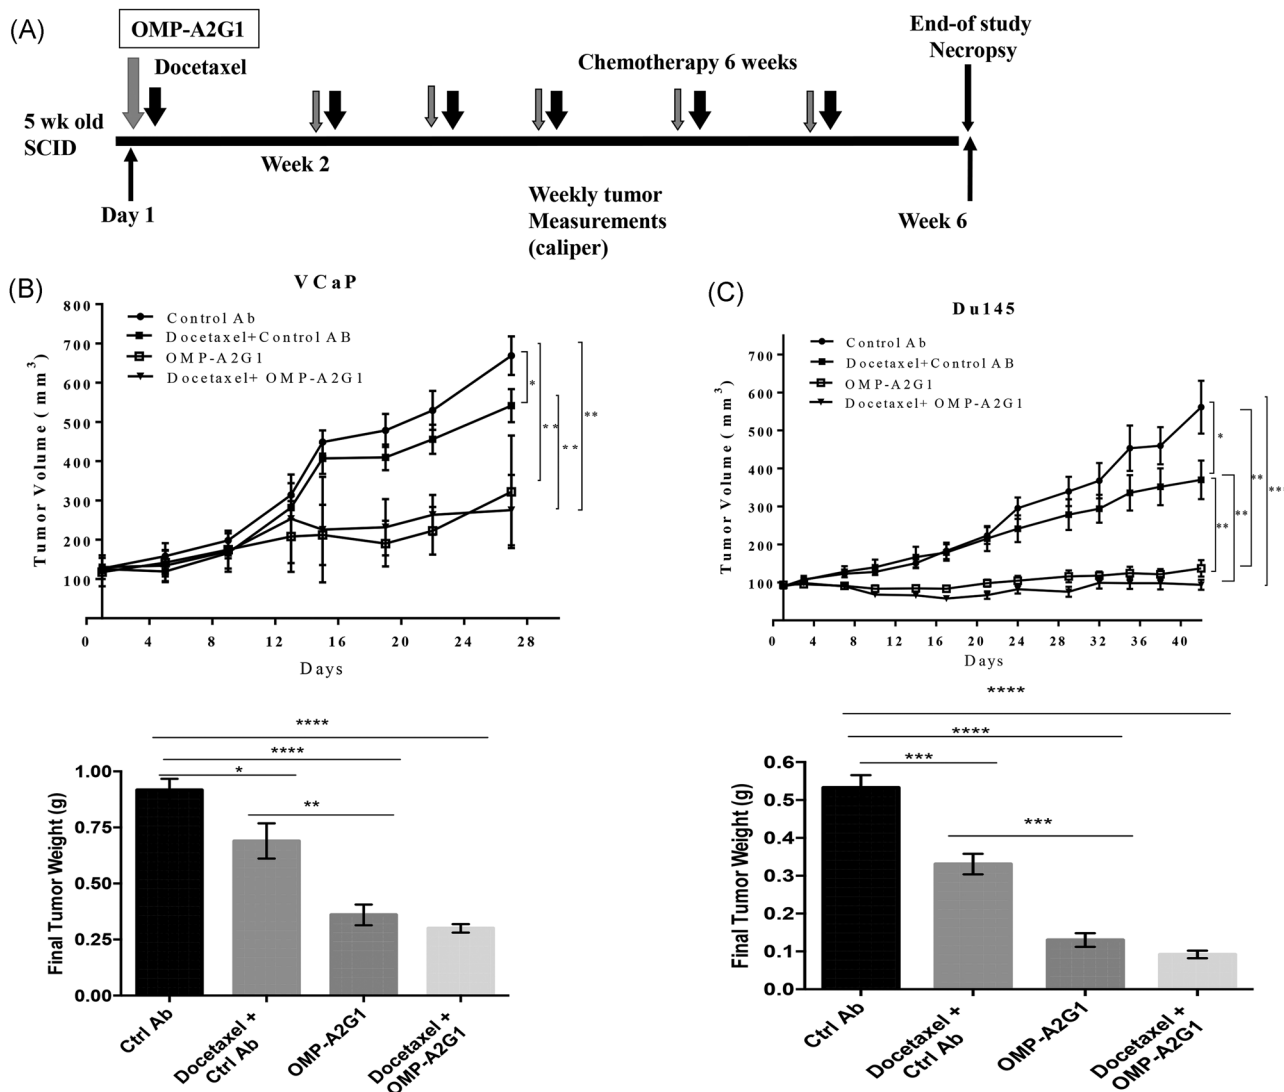 (A)
OMP-A2G1
Docetaxel
Chemotherapy 6 weeks
End-of study
Necropsy
5 wk old
SCID
Week 2
Day 1
Weekly tumor
Measurements
(caliper)
Week 6
(B)
VCaP
Control Ab
Docetaxel+Control AB
OMP-A2G1
Docetaxel+ OMP-A2G1
Tumor Volume (mm3)
800
700
600
500
400
300
200
100
0 4 8 12 16 20 24 28
Days
*
**
**
**
(C)
Du145
Control Ab
Docetaxel+Control AB
OMP-A2G1
Docetaxel+ OMP-A2G1
Tumor Volume (mm3)
700
600
500
400
300
200
100
0 4 8 12 16 20 24 28 32 36 40
Days
*
**
**
**
**
****
****
*
**
Final Tumor Weight (g)
1.00
0.75
0.50
0.25
0.00
Ctrl Ab
Docetaxel +
Ctrl Ab
OMP-A2G1
Docetaxel +
OMP-A2G1
****
****
***
***
Final Tumor Weight (g)
0.6
0.5
0.4
0.3
0.2
0.1
0.0
Ctrl Ab
Docetaxel +
Ctrl Ab
OMP-A2G1
Docetaxel +
OMP-A2G1